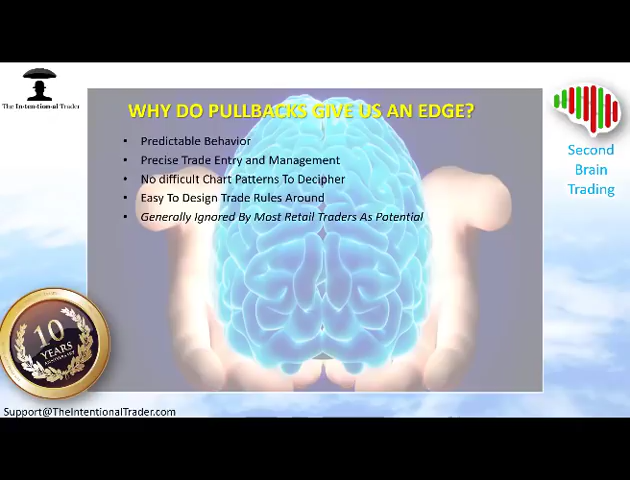 WHY DO PULLBACKS GIVE US AN EDGE?
The Intentional Trader
• Predictable Behavior
• Precise Trade Entry and Management
• No difficult Chart Patterns To Decipher
• Easy To Design Trade Rules Around
• Generally Ignored By Most Retail Traders As Potential
Second
Brain
Trading
10
YEARS
ANNIVERSARY
Support@TheIntentionalTrader.com